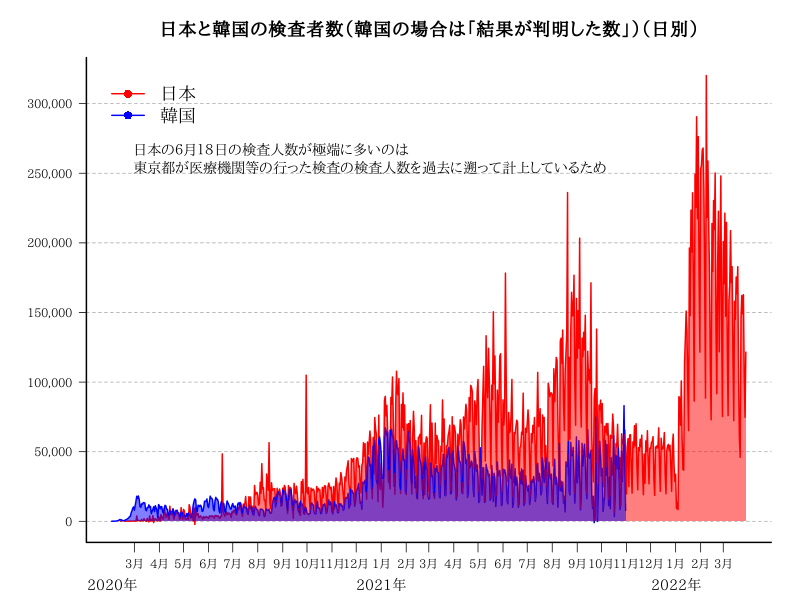 日本と韓国の検査者数（韓国の場合は「結果が判明した数」）（日別）
日本
韓国
日本の6月18日の検査人数が極端に多いのは
東京都が医療機関等の行った検査の検査人数を過去に遡って計上しているため
300,000
250,000
200,000
150,000
100,000
50,000
0
3月 4月 5月 6月 7月 8月 9月 10月 11月 12月 1月 2月 3月 4月 5月 6月 7月 8月 9月 10月 11月 12月 1月 2月 3月
2020年 2021年 2022年